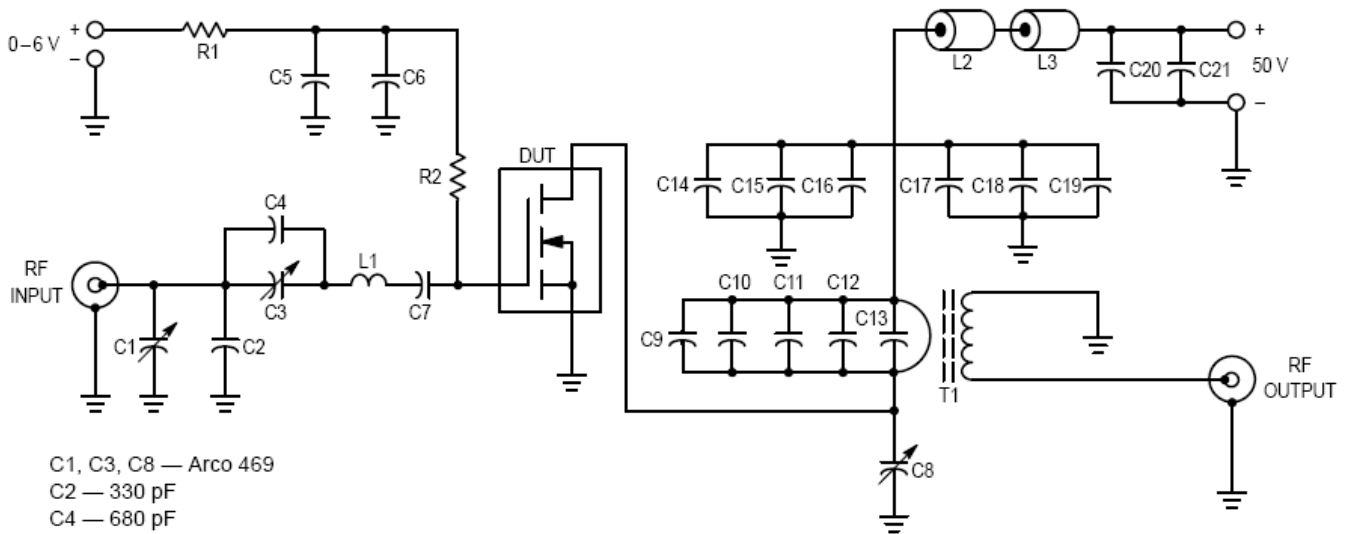 0–6 V
+
–
R1
C5
C6
R2
DUT
L2
L3
C20
C21
+
50 V
–
C14
C15
C16
C17
C18
C19
RF
INPUT
C1
C2
C4
C3
L1
C7
C10
C11
C12
C9
C13
T1
C8
RF
OUTPUT
C1, C3, C8 — Arco 469
C2 — 330 pF
C4 — 680 pF